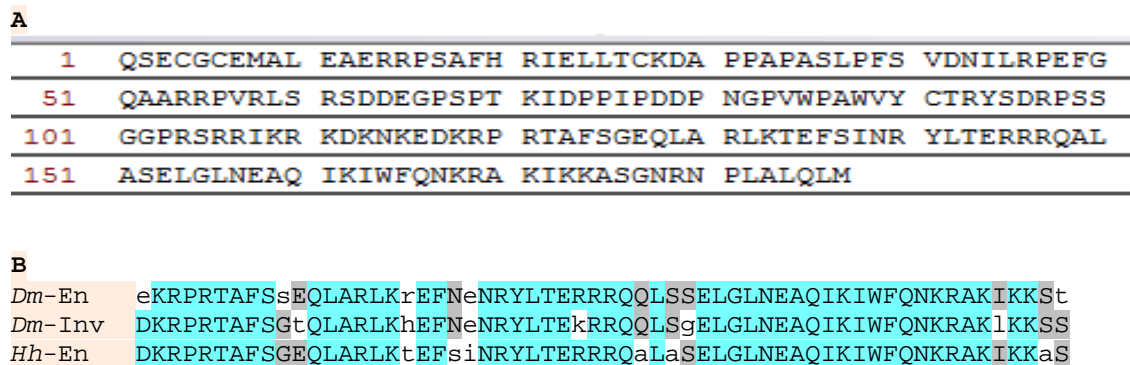 A
1 QSECGCEMAL EAERRPSAFH RIELLTCKDA PPAPASLPFS VDNILRPEFG
51 QAARRPVRLS RSDDEGPSPT KIDPPIPDDP NGPVWPAWVY CTRYSDRPSS
101 GGPRSRRIKR KDKNKEDKRP RTAFSGEQLA RLKTEFSINR YLTERRRQAL
151 ASELGLNEAQ IKIWFQNKRA KIKKASGNRN PLALQLM
B
Dm-En eKRPRTAFSsEQLARLKrEFNeNRYLTERRRQQLSSELGLNEAQIKIWFQNKRAKIKKSt
Dm-Inv DKRPRTAFSGtQLARLKhEFNeNRYLTEkRRQQLSgELGLNEAQIKIWFQNKRAKlKKSS
Hh-En DKRPRTAFSGEQLARLKtEFsiNRYLTERRRQaLaSELGLNEAQIKIWFQNKRAKIKKaS